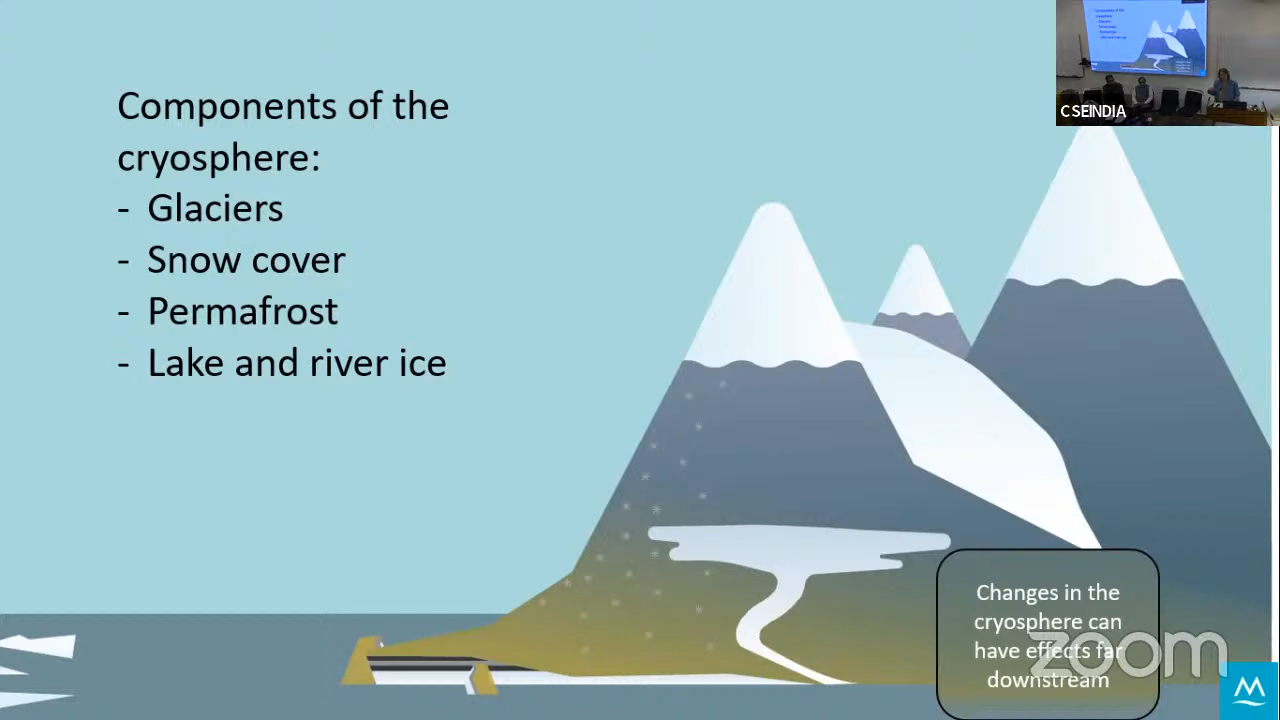 Components of the
cryosphere:
- Glaciers
- Snow cover
- Permafrost
- Lake and river ice
CSEINDIA
Changes in the
cryosphere can
have effects far
downstream
zoom